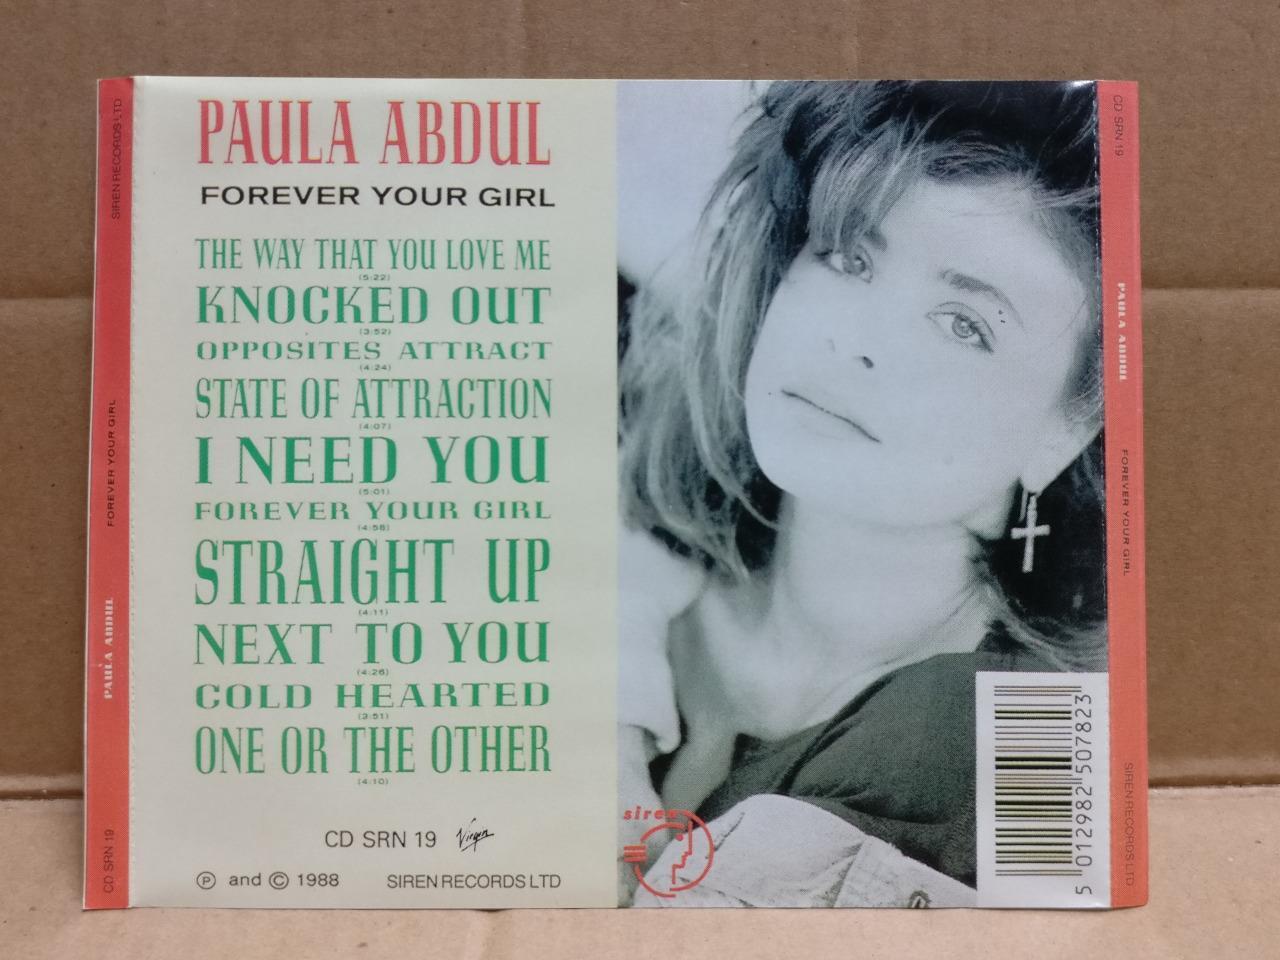 PAULA ABDUL
FOREVER YOUR GIRL
THE WAY THAT YOU LOVE ME
(5:22)
KNOCKED OUT
(3:52)
OPPOSITES ATTRACT
(4:24)
STATE OF ATTRACTION
(4:07)
I NEED YOU
(5:01)
FOREVER YOUR GIRL
(4:58)
STRAIGHT UP
(4:11)
NEXT TO YOU
(4:26)
COLD HEARTED
(3:51)
ONE OR THE OTHER
(4:10)
CD SRN 19 Virgin
℗ and © 1988 SIREN RECORDS LTD
siren
5 012982 507823
CD SRN 19 PAULA ABDUL FOREVER YOUR GIRL SIREN RECORDS LTD
CD SRN 19 PAULA ABDUL FOREVER YOUR GIRL SIREN RECORDS LTD